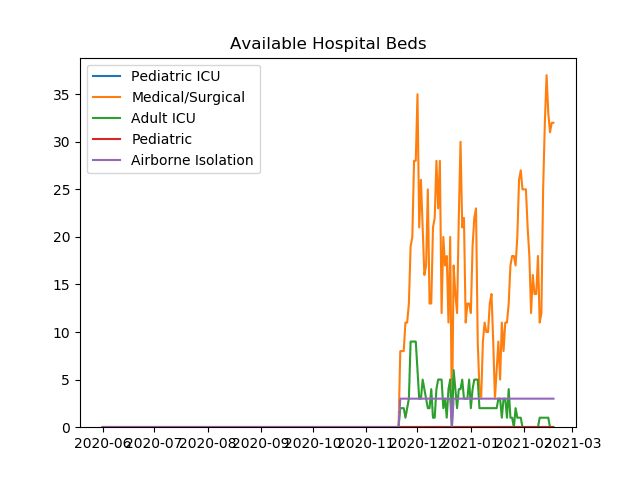 Available Hospital Beds
Pediatric ICU
Medical/Surgical
Adult ICU
Pediatric
Airborne Isolation
35
30
25
20
15
10
5
0
2020-06 2020-07 2020-08 2020-09 2020-10 2020-11 2020-12 2021-01 2021-02 2021-03